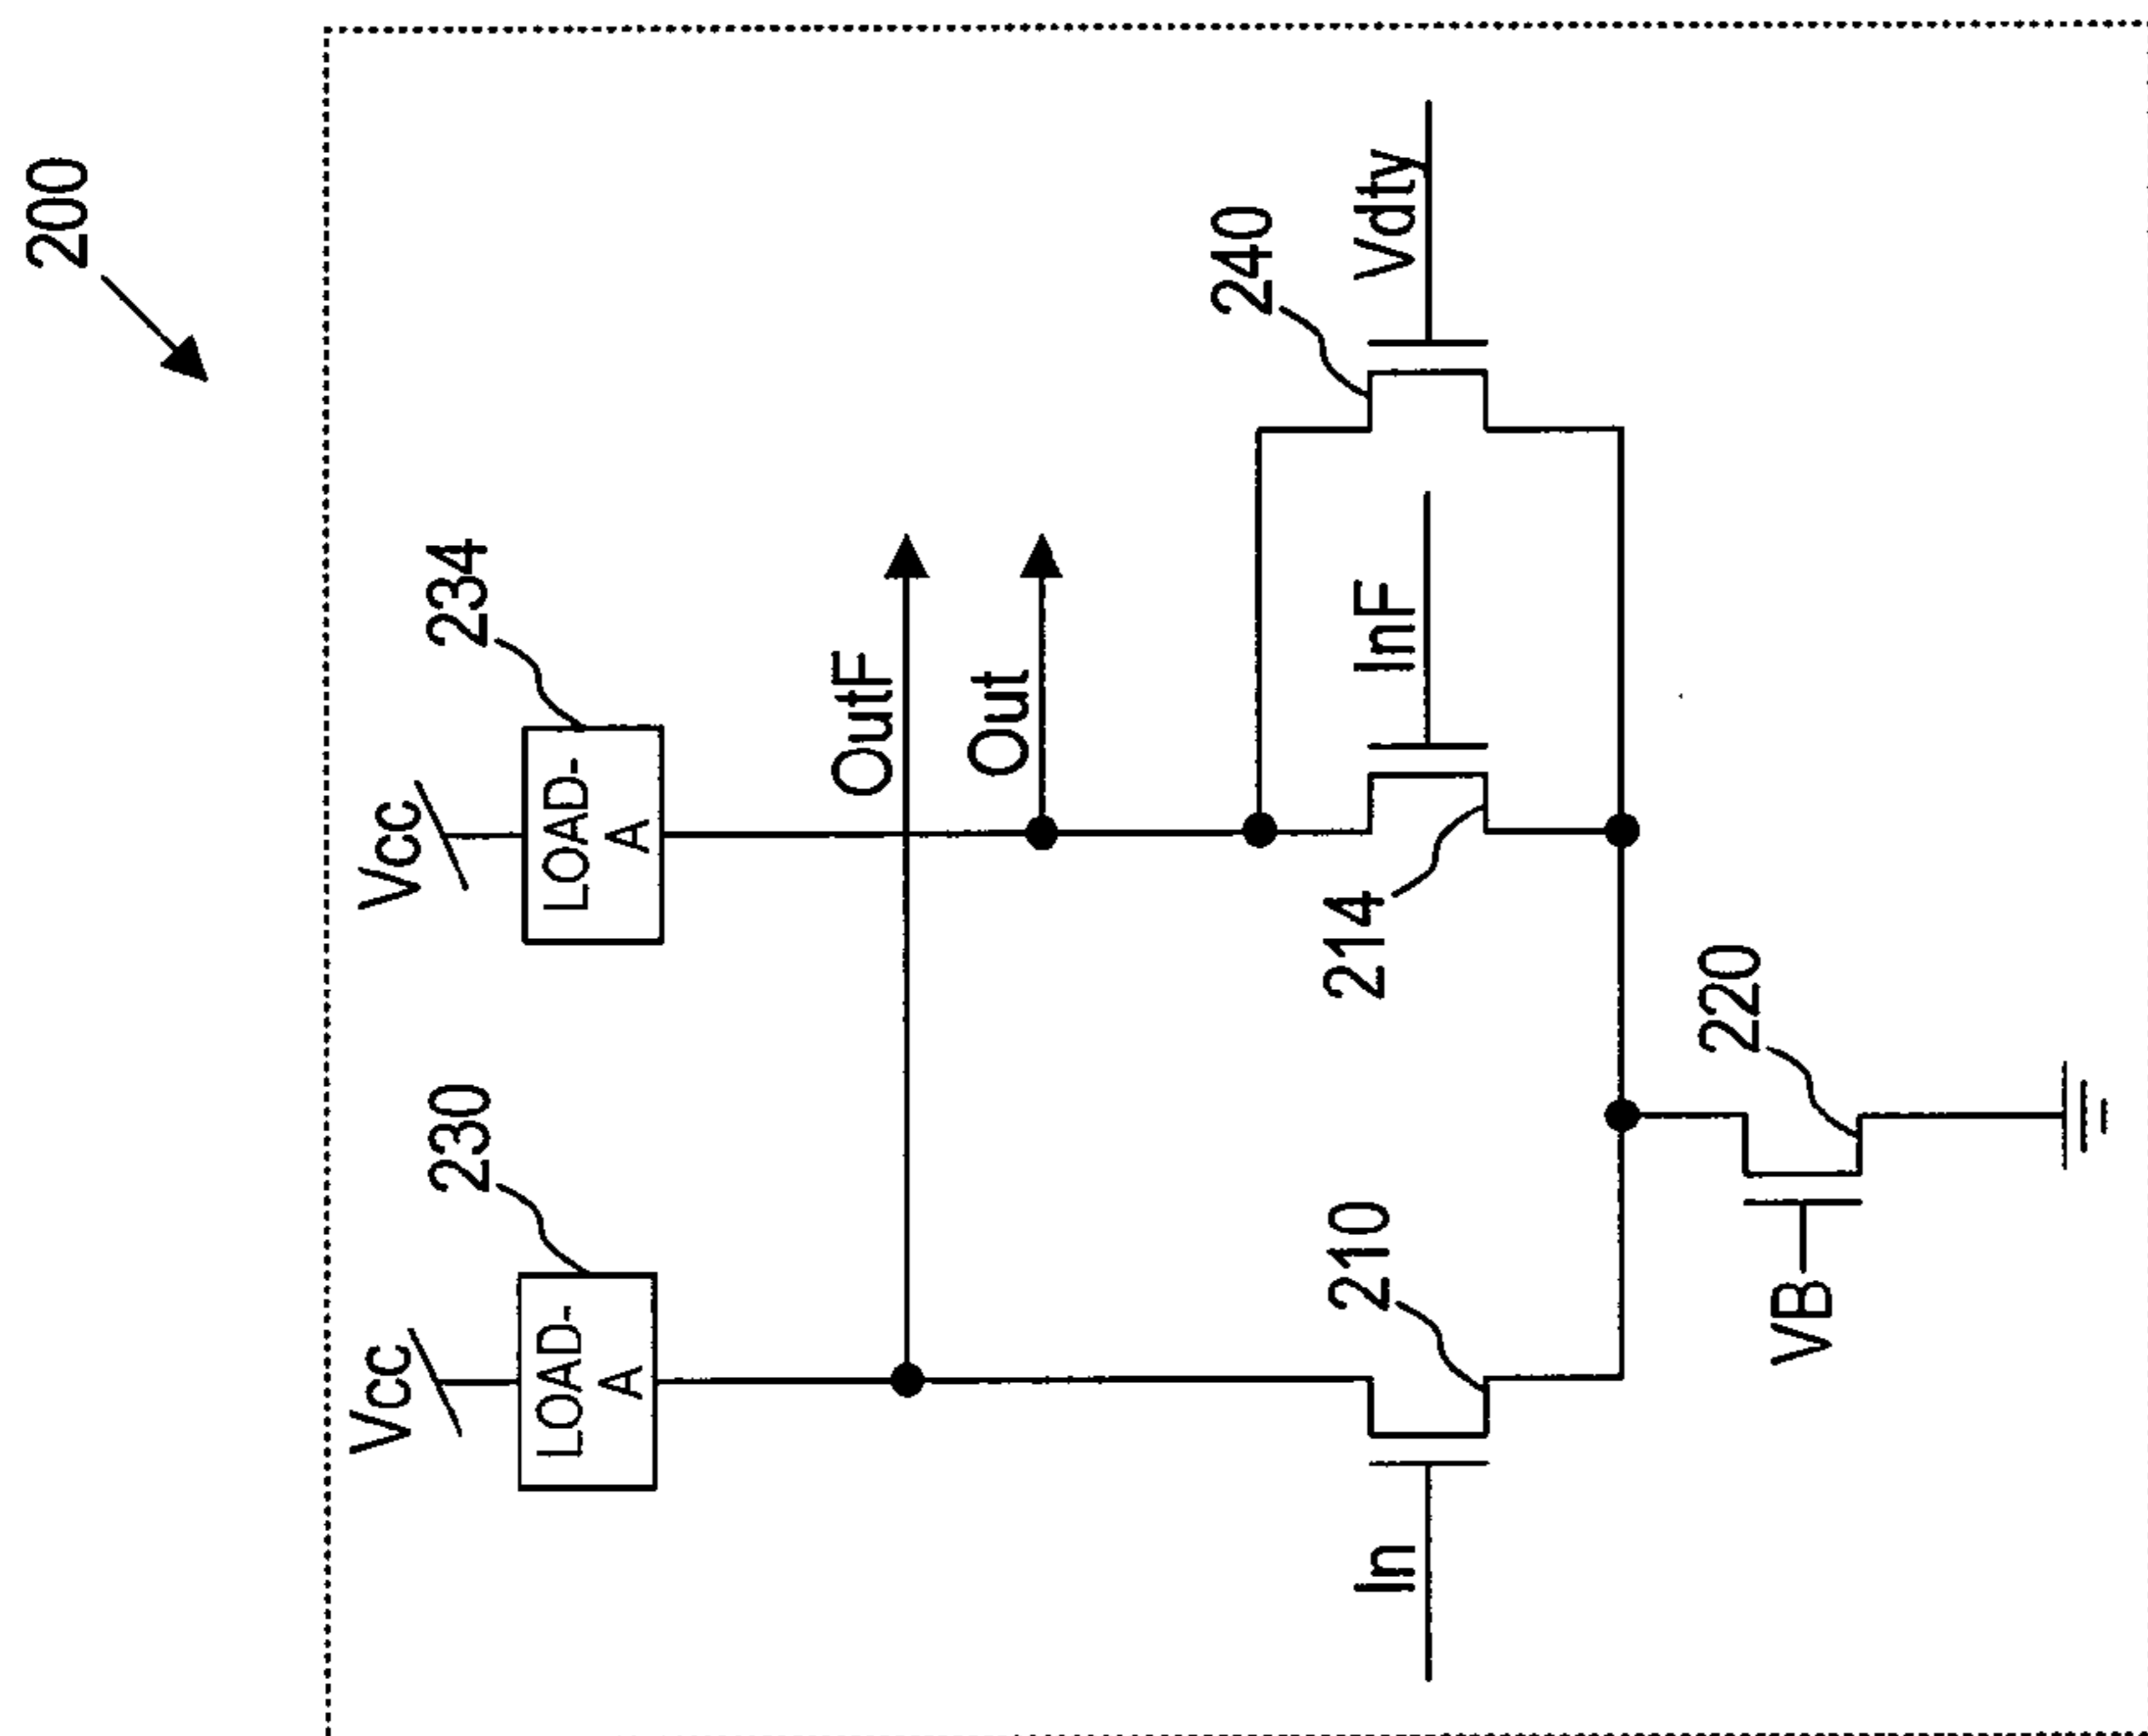 200
Vcc
230
LOAD-
A
Vcc
234
LOAD-
A
OutF
Out
In
210
214
InF
240
Vdty
VB
220